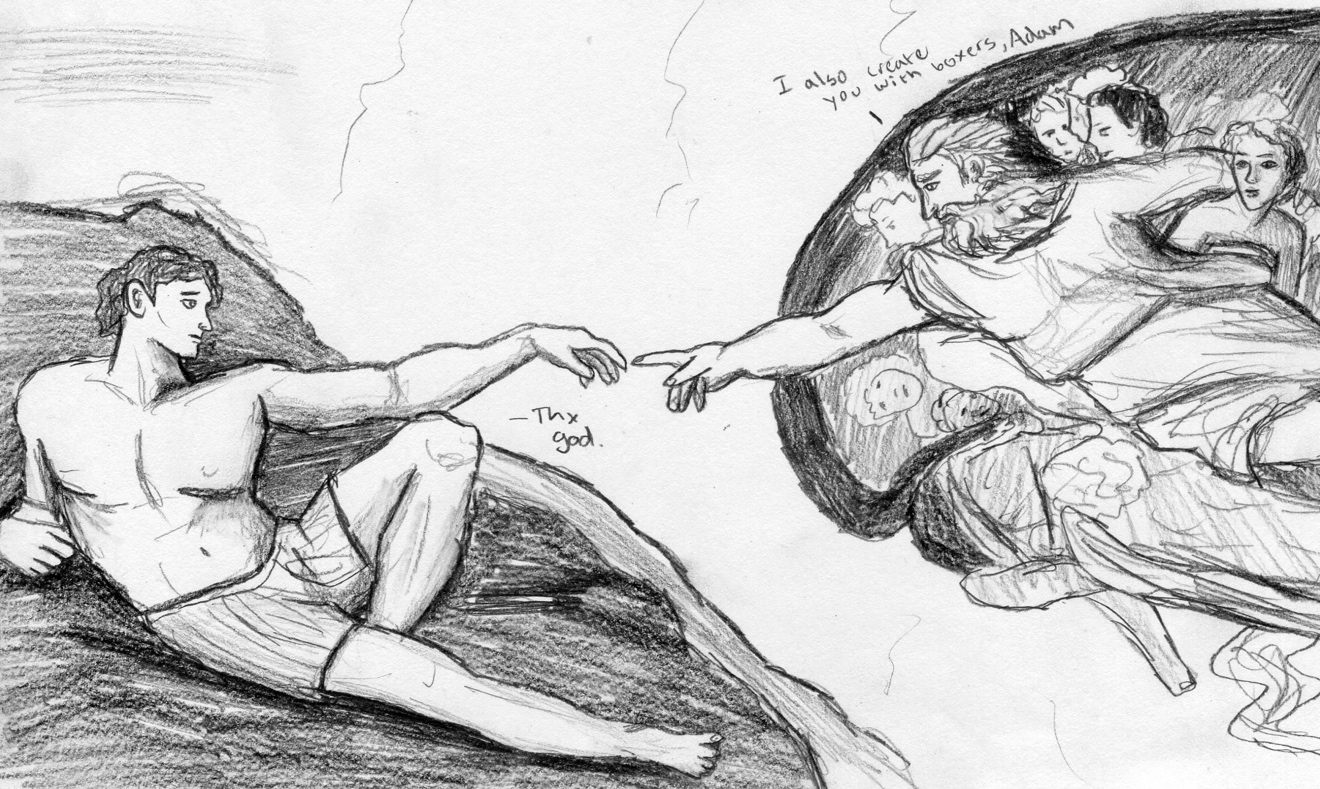 I also create
you with boxers, Adam
-Thx
god.